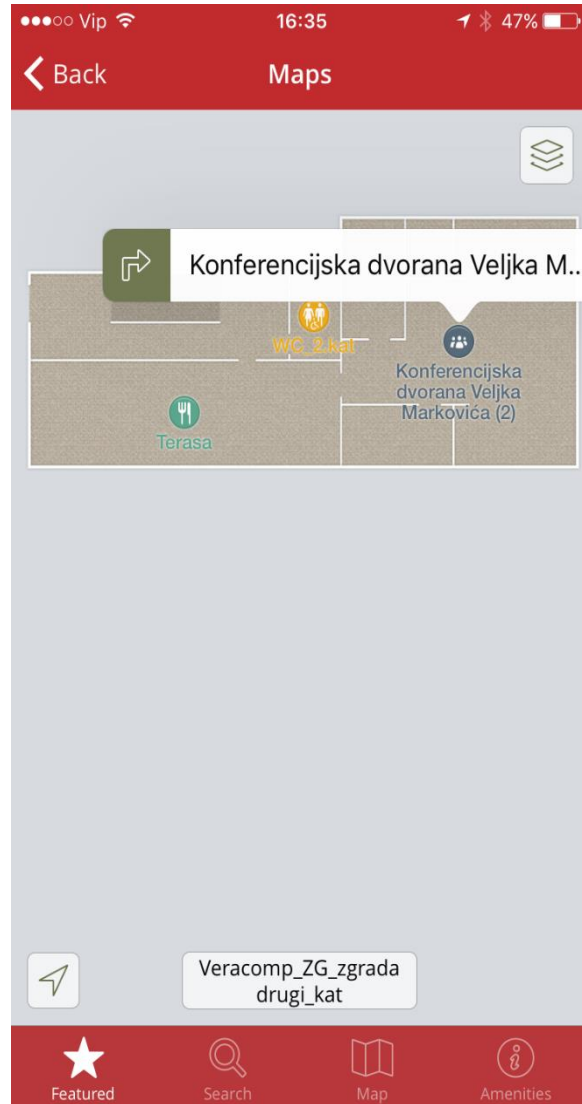 Vip 16:35 47%
Back Maps
Konferencijska dvorana Veljka M..
WC_2.kat
Konferencijska
dvorana Veljka
Markovića (2)
Terasa
Veracomp_ZG_zgrada
drugi_kat
Featured Search Map Amenities